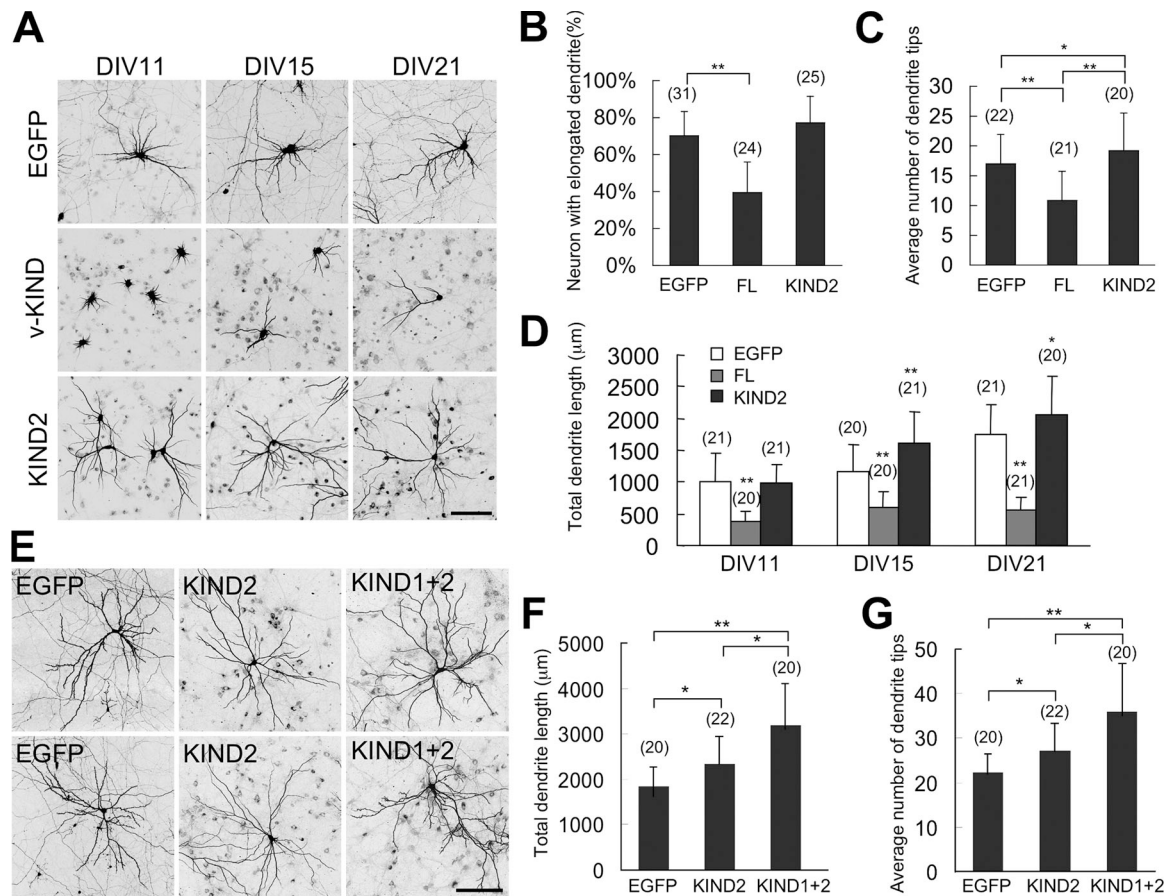 A
DIV11 DIV15 DIV21
EGFP
v-KIND
KIND2
B
Neuron with elongated dendrite(%)
100%
80%
60%
40%
20%
0%
(31)
**
(24)
(25)
EGFP FL KIND2
C
Average number of dendrite tips
30
25
20
15
10
5
0
*
** **
(22)
(21)
(20)
EGFP FL KIND2
D
Total dendrite length (μm)
3000
2500
2000
1500
1000
500
0
EGFP
FL
KIND2
(21)
**
(20)
(21)
(20)
**
(20)
**
(21)
(21)
**
(21)
*
(20)
DIV11 DIV15 DIV21
E
EGFP KIND2 KIND1+2
EGFP KIND2 KIND1+2
F
Total dendrite length (μm)
5000
4000
3000
2000
1000
0
**
*
*
(20)
(22)
(20)
EGFP KIND2 KIND1+2
G
Average number of dendrite tips
50
40
30
20
10
0
**
*
*
(20)
(22)
(20)
EGFP KIND2 KIND1+2